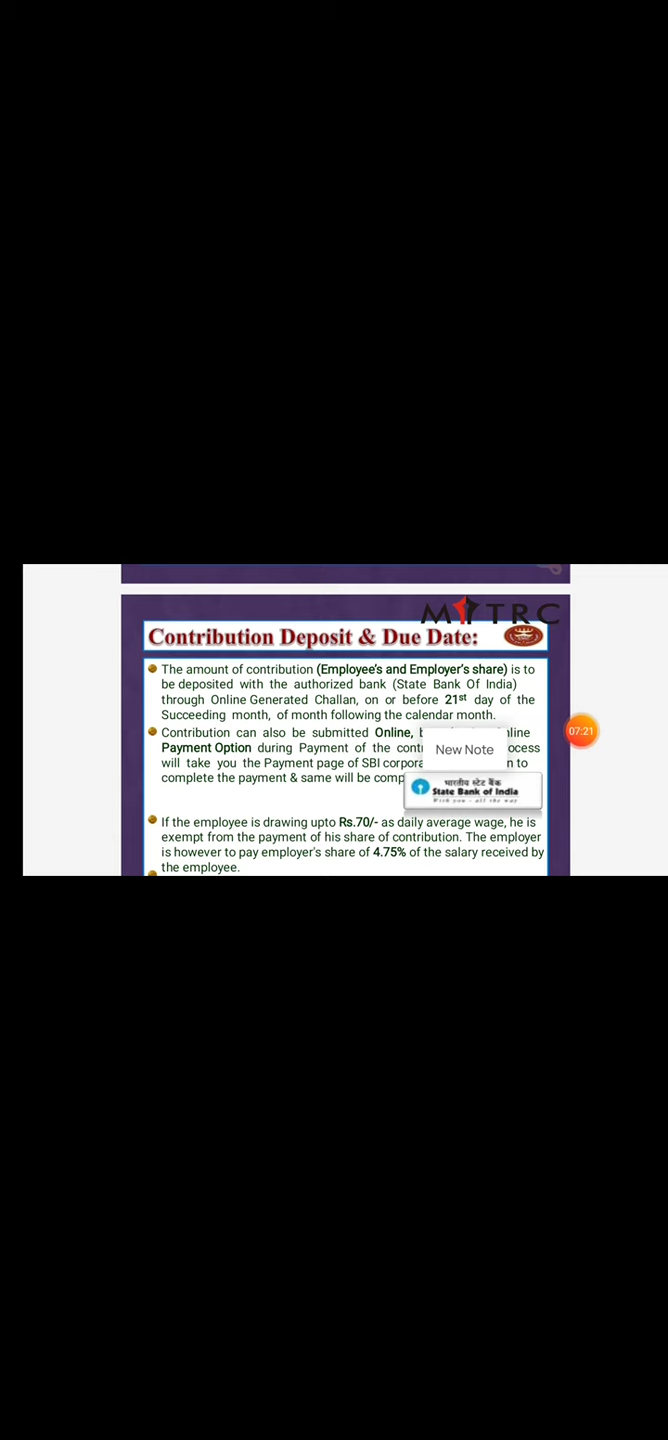 MITRC
Contribution Deposit & Due Date:
The amount of contribution (Employee's and Employer's share) is to
be deposited with the authorized bank (State Bank Of India)
through Online Generated Challan, on or before 21st day of the
Succeeding month, of month following the calendar month.
Contribution can also be submitted Online,
Payment Option during Payment of the
will take you the Payment page of SBI to
complete the payment & same will be
New Note
07:21
भारतीय स्टेट बैंक
State Bank of India
With you - all the way
If the employee is drawing upto Rs.70/- as daily average wage, he is
exempt from the payment of his share of contribution. The employer
is however to pay employer's share of 4.75% of the salary received by
the employee.